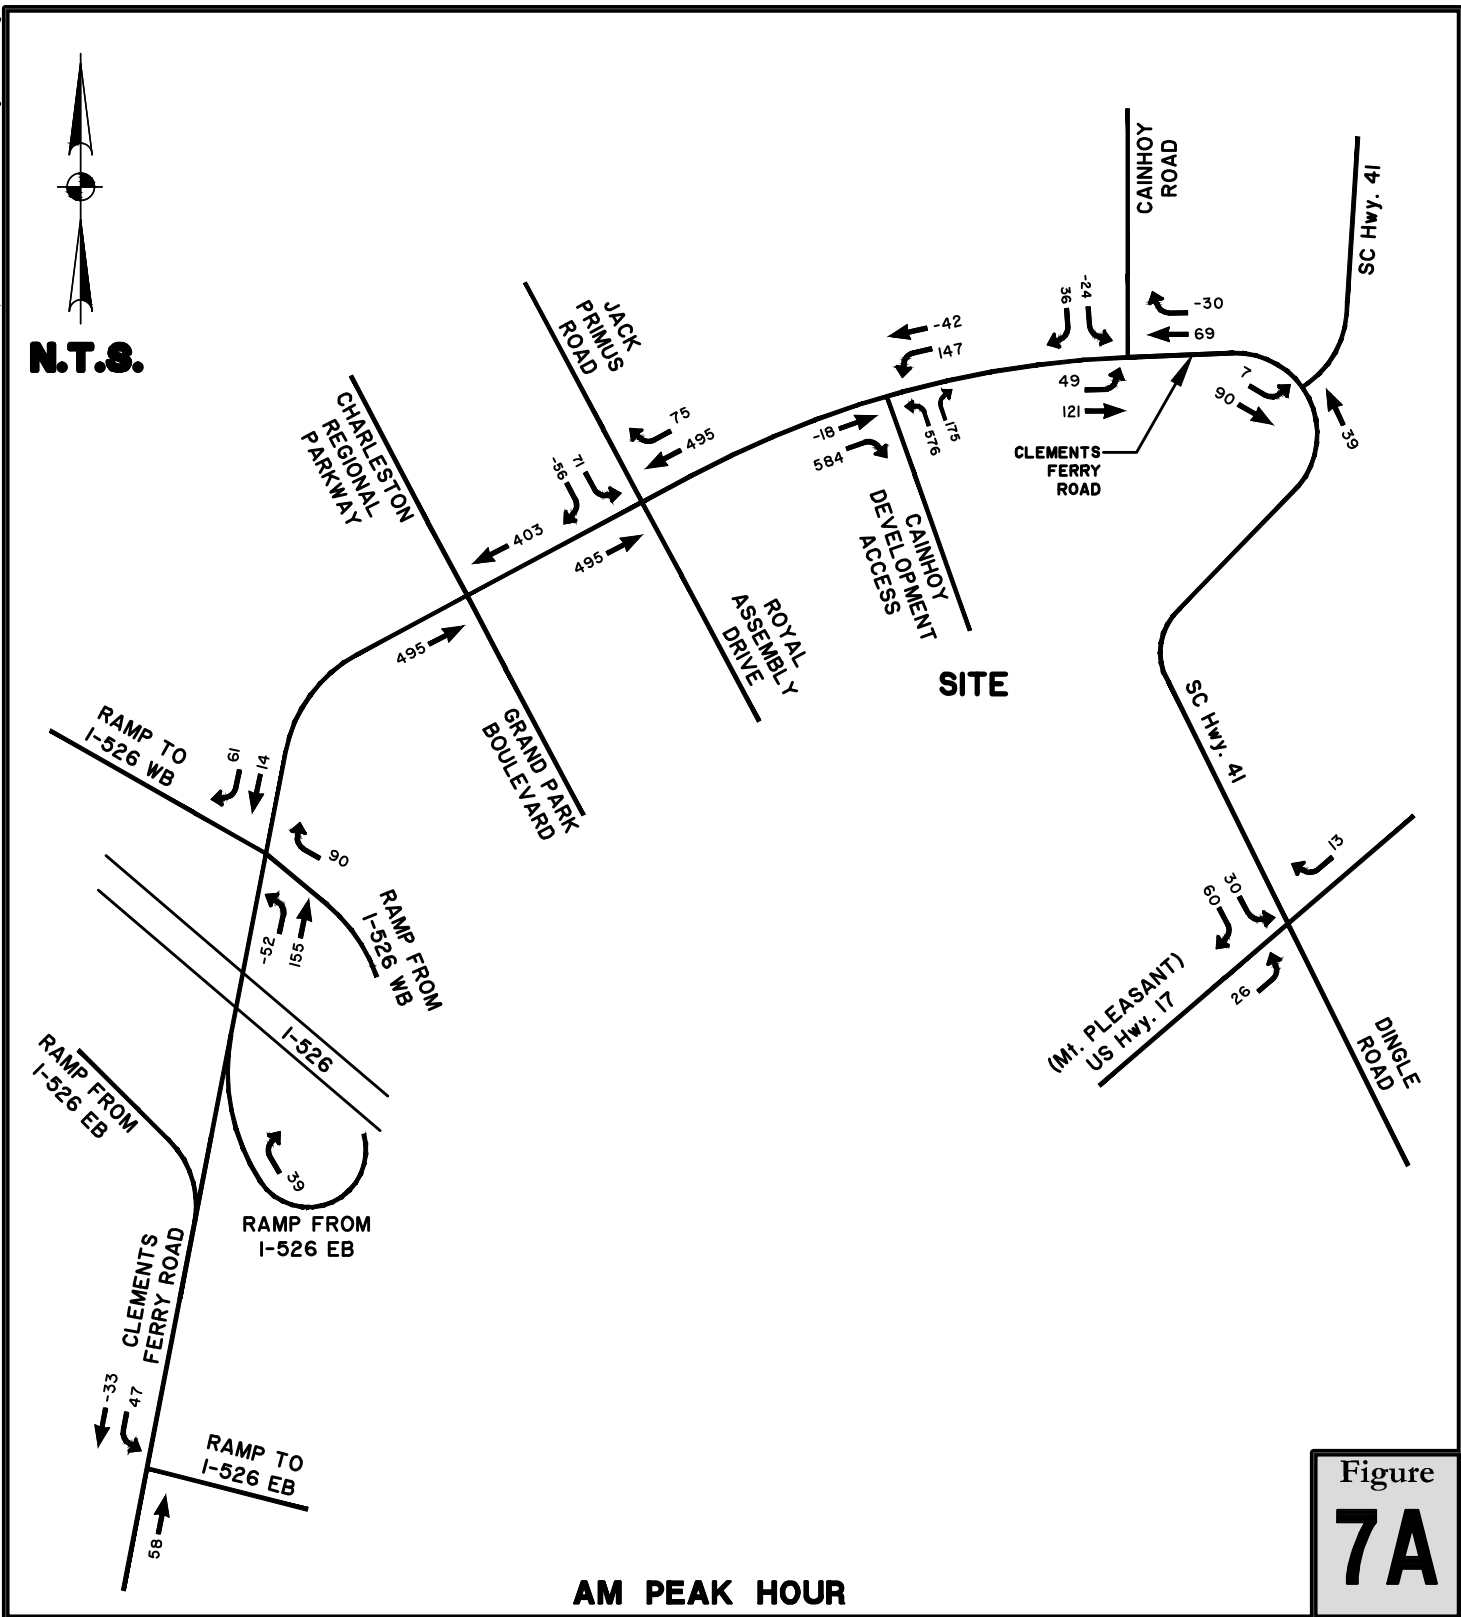 N.T.S.
CAINHOY
ROAD
SC Hwy. 41
36
-24
-30
69
49
121
7
90
39
CLEMENTS
FERRY
ROAD
-42
147
-18
584
576
175
CAINHOY
DEVELOPMENT
ACCESS
SITE
JACK
PRIMUS
ROAD
75
495
-56
71
495
CHARLESTON
REGIONAL
PARKWAY
403
495
ROYAL
ASSEMBLY
DRIVE
GRAND PARK
BOULEVARD
RAMP TO
I-526 WB
61
14
90
-52
155
RAMP FROM
I-526 WB
I-526
RAMP FROM
I-526 EB
39
RAMP FROM
I-526 EB
CLEMENTS
FERRY ROAD
-33
47
RAMP TO
I-526 EB
58
SC Hwy. 41
13
60
30
26
(Mt. PLEASANT)
US Hwy. 17
DINGLE
ROAD
AM PEAK HOUR
Figure
7A